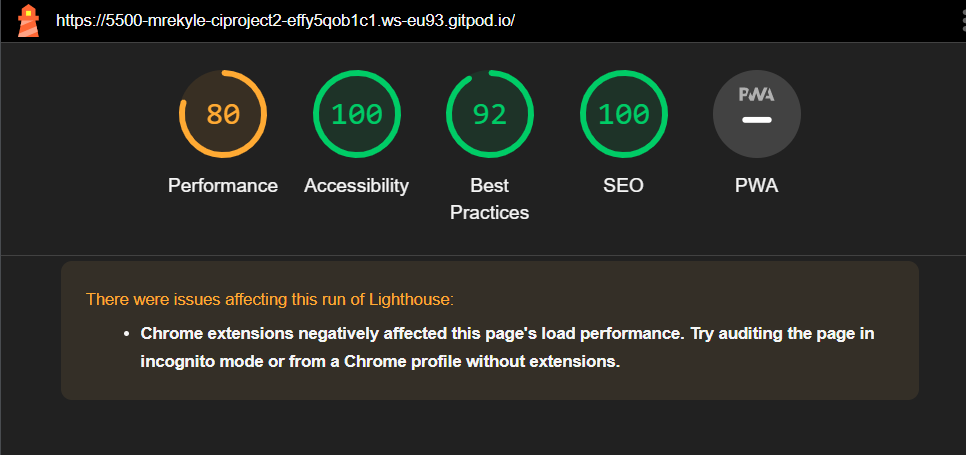 https://5500-mrekyle-ciproject2-effy5qob1c1.ws-eu93.gitpod.io/
80
100
92
100
PWA
Performance
Accessibility
Best
Practices
SEO
PWA
There were issues affecting this run of Lighthouse:
• Chrome extensions negatively affected this page's load performance. Try auditing the page in
incognito mode or from a Chrome profile without extensions.